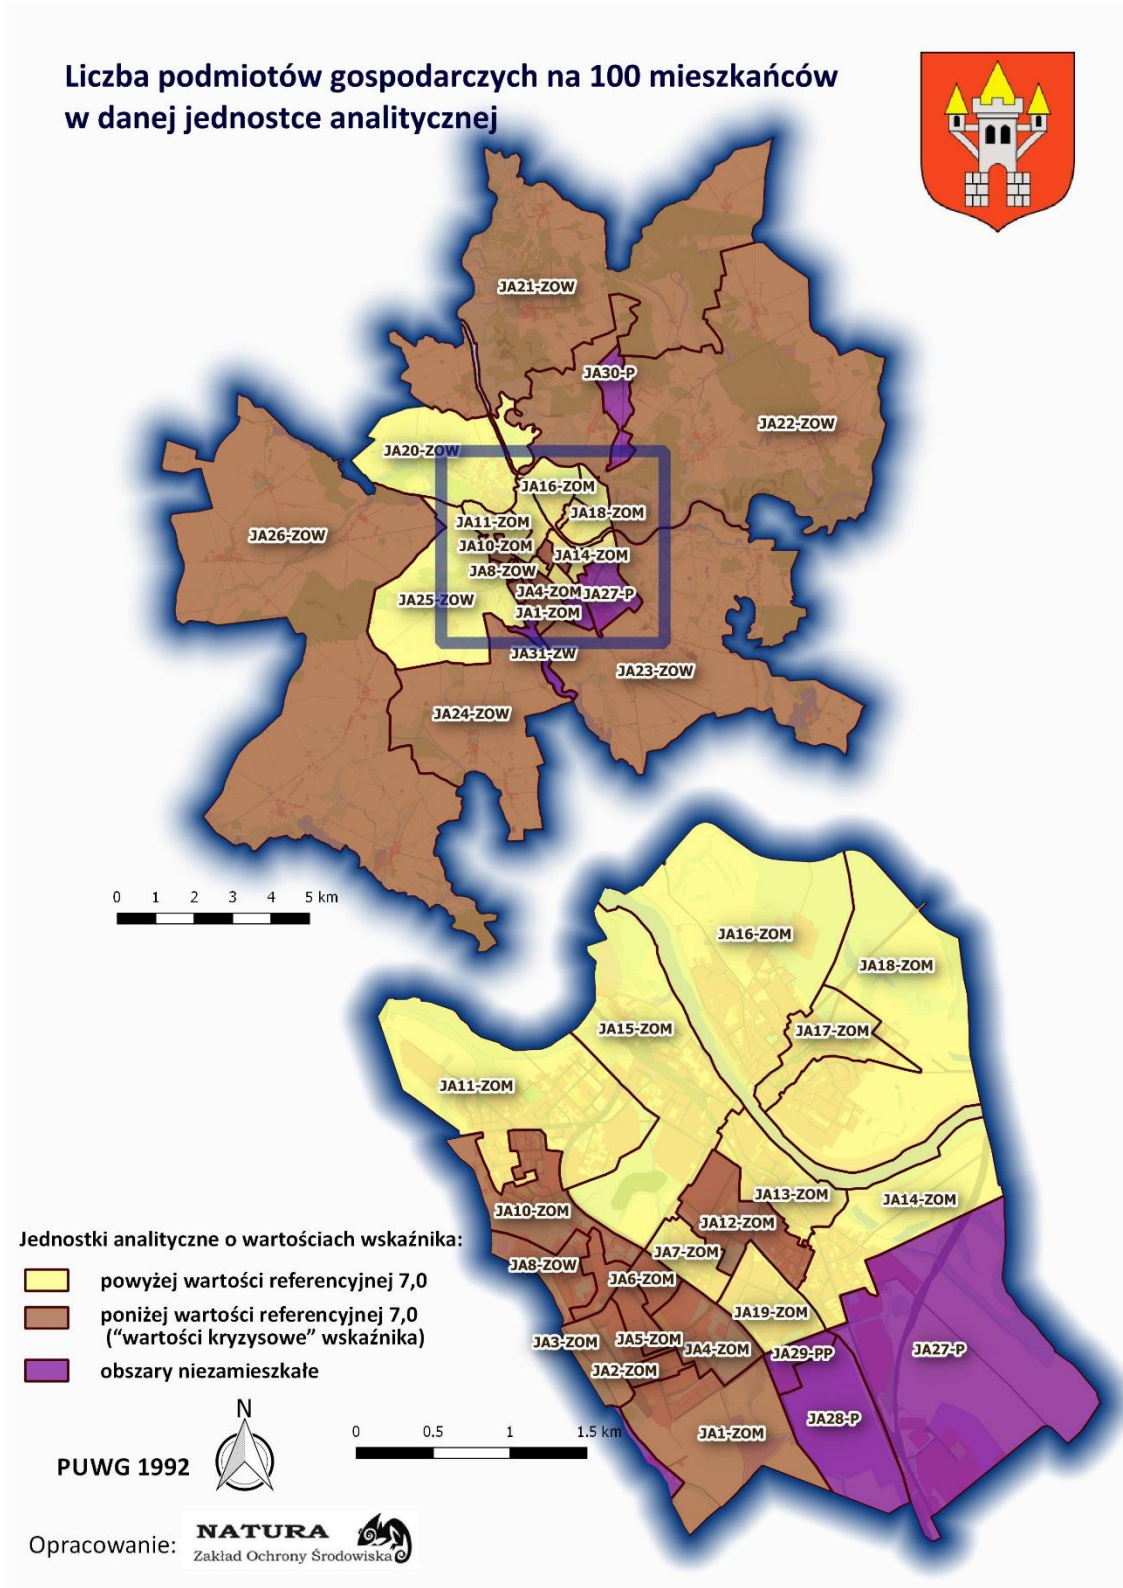 Liczba podmiotów gospodarczych na 100 mieszkańców
w danej jednostce analitycznej
JA21-ZOW
JA30-P
JA22-ZOW
JA20-ZOW
JA16-ZOM
JA18-ZOM
JA11-ZOM
JA26-ZOW
JA10-ZOM
JA14-ZOM
JA8-ZOW
JA4-ZOM
JA27-P
JA25-ZOW
JA1-ZOM
JA31-ZW
JA23-ZOW
JA24-ZOW
0 1 2 3 4 5 km
JA16-ZOM
JA18-ZOM
JA15-ZOM
JA17-ZOM
JA11-ZOM
JA13-ZOM
JA14-ZOM
JA10-ZOM
JA12-ZOM
JA7-ZOM
JA8-ZOW
JA6-ZOM
JA19-ZOM
JA3-ZOM
JA5-ZOM
JA4-ZOM
JA29-PP
JA27-P
JA2-ZOM
JA28-P
JA1-ZOM
Jednostki analityczne o wartościach wskaźnika:
powyżej wartości referencyjnej 7,0
poniżej wartości referencyjnej 7,0
(“wartości kryzysowe” wskaźnika)
obszary niezamieszkałe
N
0 0.5 1 1.5 km
PUWG 1992
Opracowanie:
NATURA
Zakład Ochrony Środowiska